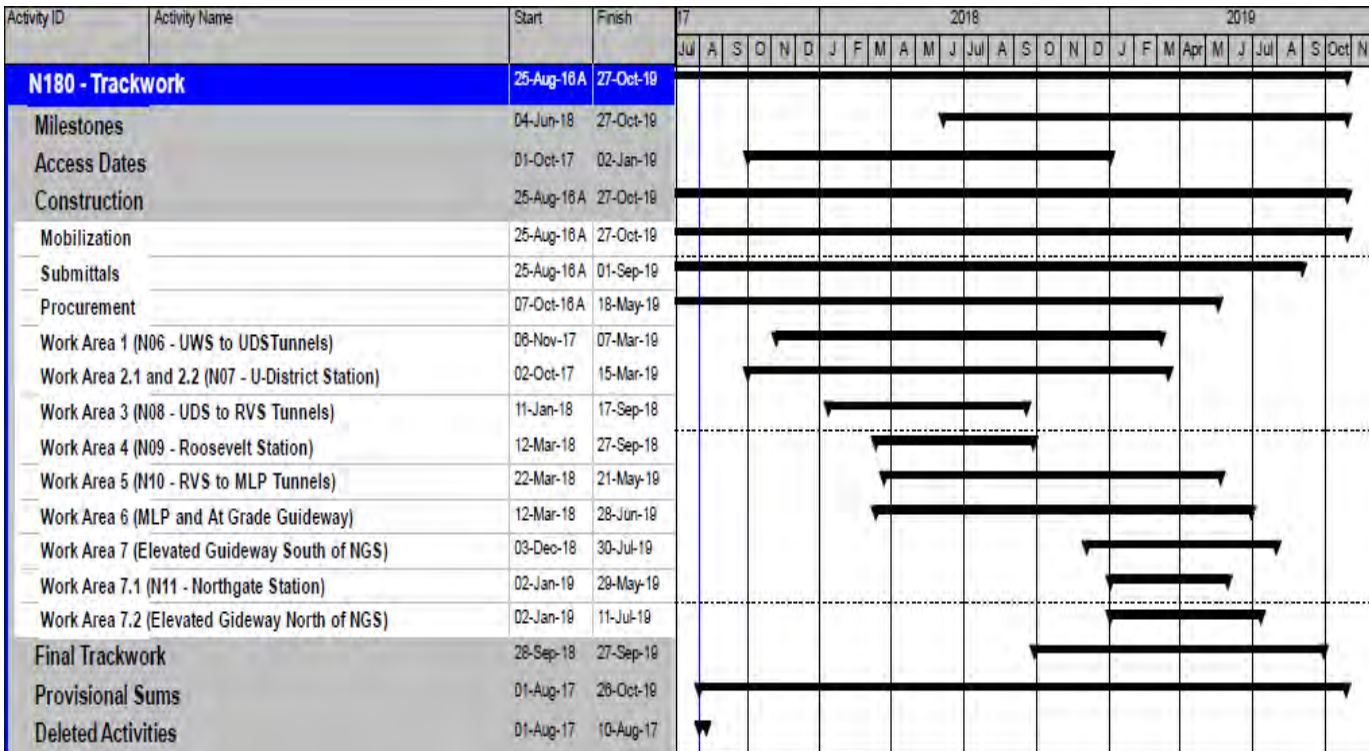 Activity ID Activity Name Start Finish 17 2018 2019
Jul A S O N D J F M A M J Jul A S O N D J F M Apr M J Jul A S Oct N
N180 - Trackwork 25-Aug-16 A 27-Oct-19
Milestones 04-Jun-18 27-Oct-19
Access Dates 01-Oct-17 02-Jan-19
Construction 25-Aug-16 A 27-Oct-19
Mobilization 25-Aug-16 A 27-Oct-19
Submittals 25-Aug-16 A 01-Sep-19
Procurement 07-Oct-16 A 18-May-19
Work Area 1 (N06 - UWS to UDSTunnels) 06-Nov-17 07-Mar-19
Work Area 2.1 and 2.2 (N07 - U-District Station) 02-Oct-17 15-Mar-19
Work Area 3 (N08 - UDS to RVS Tunnels) 11-Jan-18 17-Sep-18
Work Area 4 (N09 - Roosevelt Station) 12-Mar-18 27-Sep-18
Work Area 5 (N10 - RVS to MLP Tunnels) 22-Mar-18 21-May-19
Work Area 6 (MLP and At Grade Guideway) 12-Mar-18 28-Jun-19
Work Area 7 (Elevated Guideway South of NGS) 03-Dec-18 30-Jul-19
Work Area 7.1 (N11 - Northgate Station) 02-Jan-19 29-May-19
Work Area 7.2 (Elevated Gideway North of NGS) 02-Jan-19 11-Jul-19
Final Trackwork 28-Sep-18 27-Sep-19
Provisional Sums 01-Aug-17 26-Oct-19
Deleted Activities 01-Aug-17 10-Aug-17